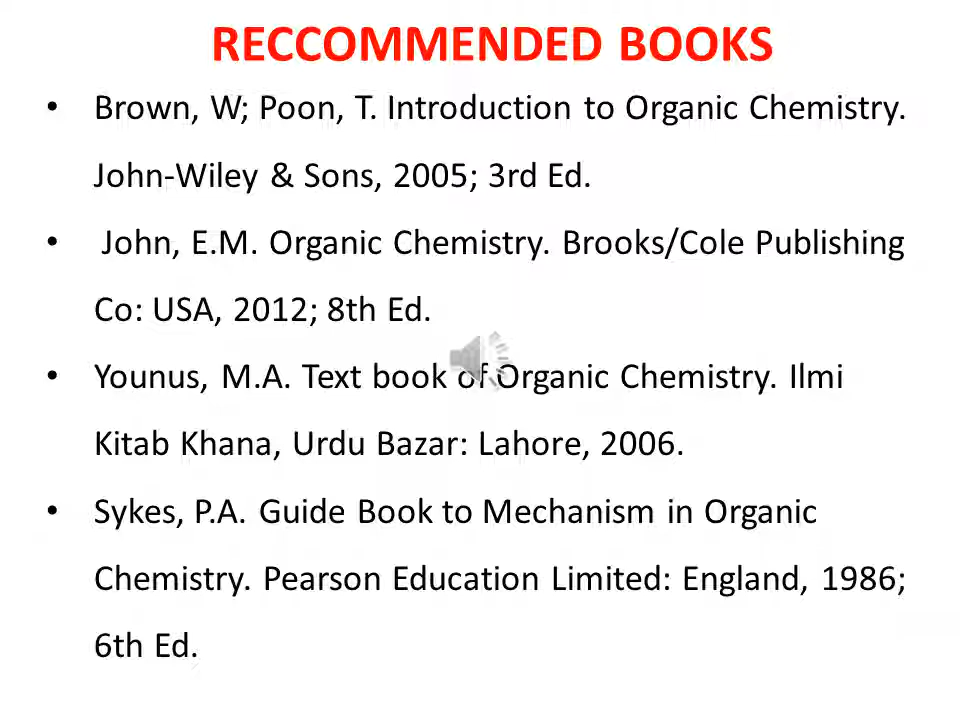 RECCOMMENDED BOOKS
• Brown, W; Poon, T. Introduction to Organic Chemistry.
John-Wiley & Sons, 2005; 3rd Ed.
• John, E.M. Organic Chemistry. Brooks/Cole Publishing
Co: USA, 2012; 8th Ed.
• Younus, M.A. Text book of Organic Chemistry. Ilmi
Kitab Khana, Urdu Bazar: Lahore, 2006.
• Sykes, P.A. Guide Book to Mechanism in Organic
Chemistry. Pearson Education Limited: England, 1986;
6th Ed.